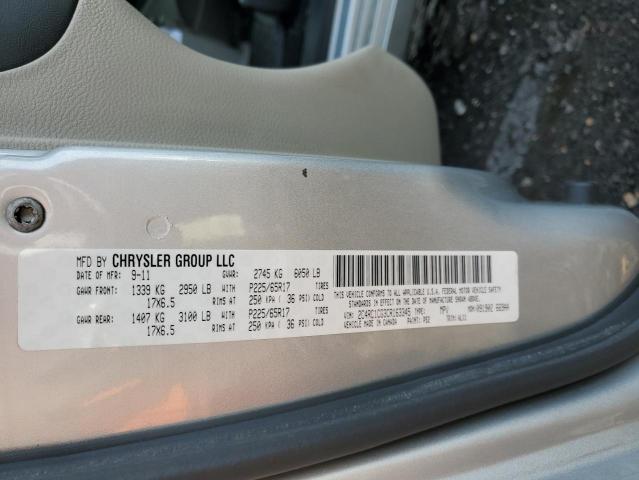 MFD BY CHRYSLER GROUP LLC
DATE OF MFR: 9-11 GVWR: 2745 KG 6050 LB
GAWR FRONT: 1339 KG 2950 LB WITH P225/65R17 TIRES
17X6.5 RIMS AT 250 KPA ( 36 PSI) COLD
GAWR REAR: 1407 KG 3100 LB WITH P225/65R17 TIRES
17X6.5 RIMS AT 250 KPA ( 36 PSI) COLD
THIS VEHICLE CONFORMS TO ALL APPLICABLE U.S.A. FEDERAL MOTOR VEHICLE SAFETY
STANDARDS IN EFFECT ON THE DATE OF MANUFACTURE SHOWN ABOVE.
VIN: 2C4RC1CG3CR163345 TYPE: MPV MDH:
VEHICLE MADE IN CANADA PAINT: TRIM: